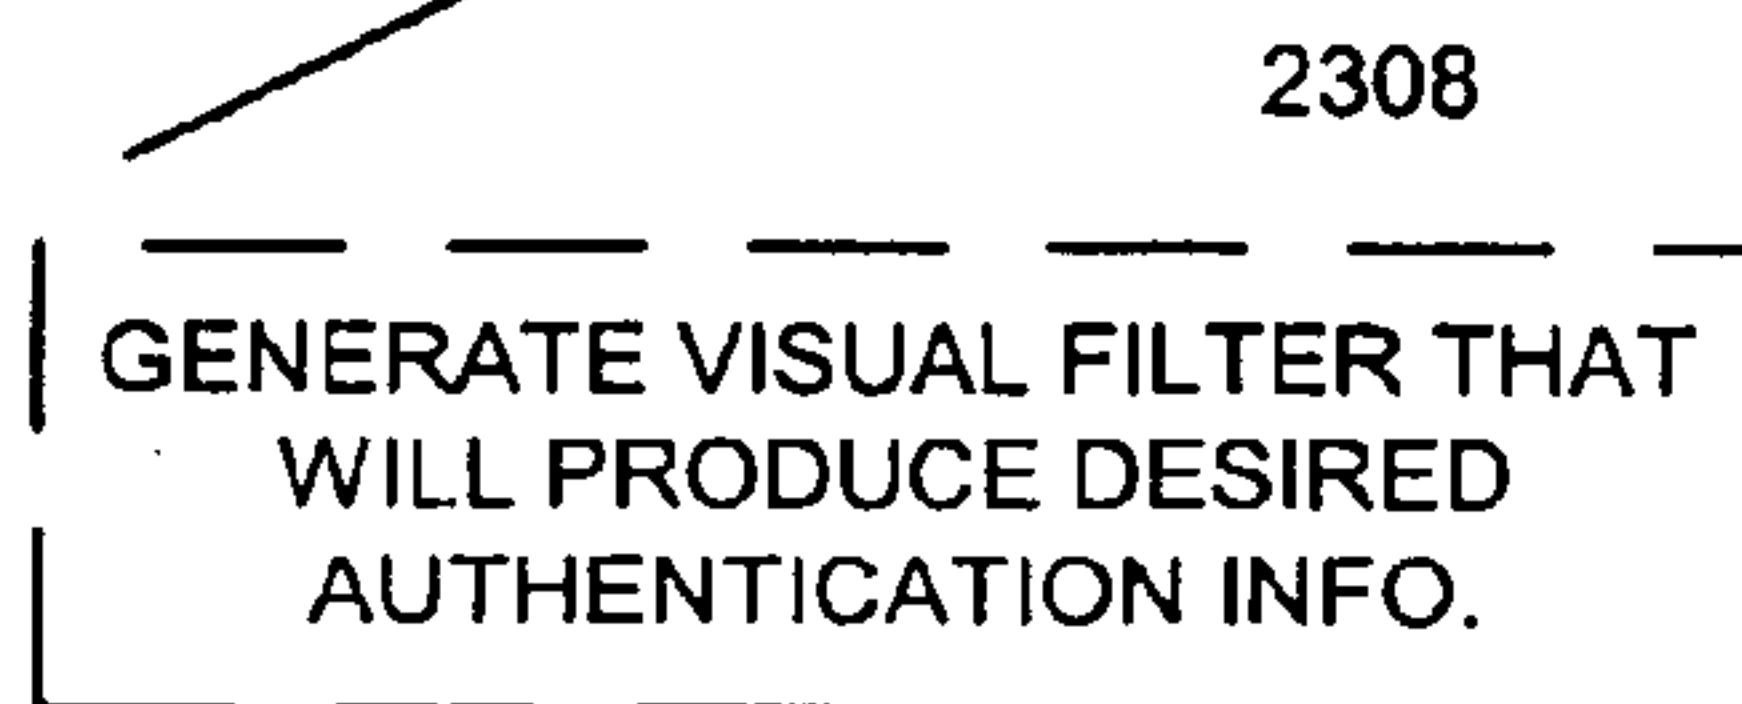 2308
GENERATE VISUAL FILTER THAT
WILL PRODUCE DESIRED
AUTHENTICATION INFO.